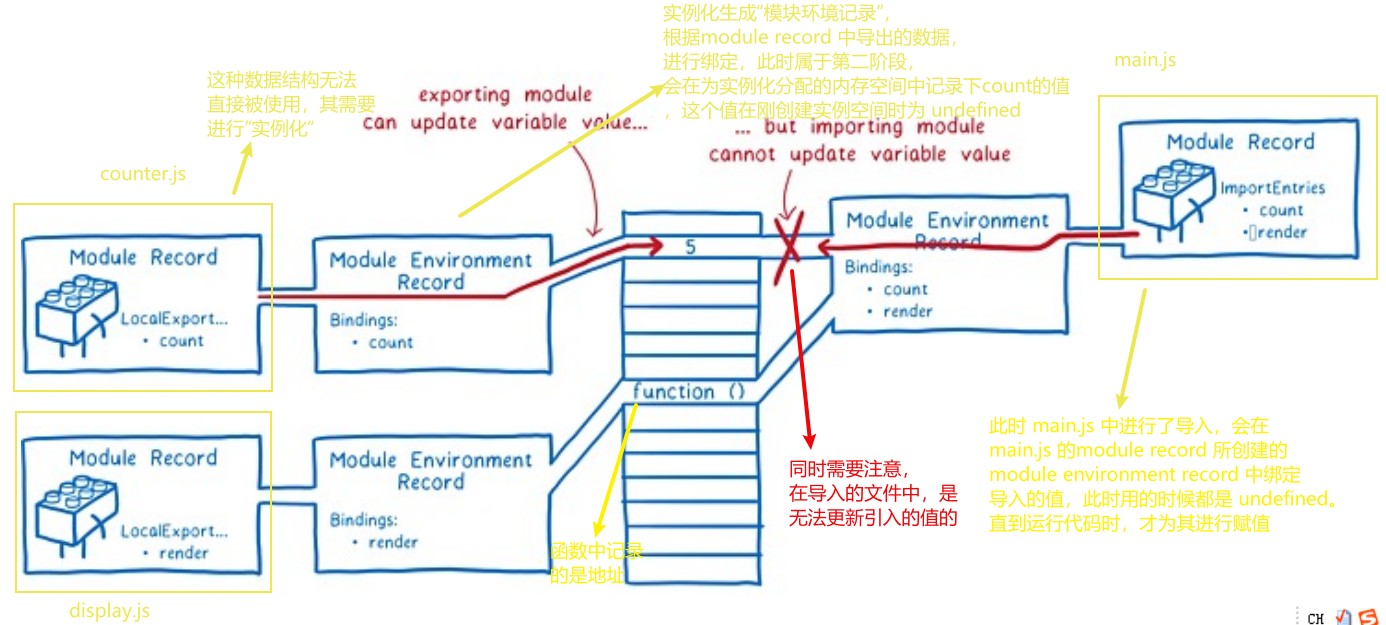 实例化生成“模块环境记录”，
根据module record 中导出的数据，
进行绑定，此时属于第二阶段，
会在为实例化分配的内存空间中记录下count的值
，这个值在刚创建实例空间时为 undefined
main.js
这种数据结构无法
直接被使用，其需要
进行“实例化”
exporting module
can update variable value...
... but importing module
cannot update variable value
counter.js
Module Record
LocalExport...
• count
Module Environment
Record
Bindings:
• count
5
Module Environment
Record
Bindings:
• count
• render
Module Record
ImportEntries
• count
• render
function ()
Module Record
LocalExport...
• render
display.js
Module Environment
Record
Bindings:
• render
函数中记录
的是地址
同时需要注意，
在导入的文件中，是
无法更新引入的值的
此时 main.js 中进行了导入，会在
main.js 的module record 所创建的
module environment record 中绑定
导入的值，此时用的时候都是 undefined。
直到运行代码时，才为其进行赋值
CH